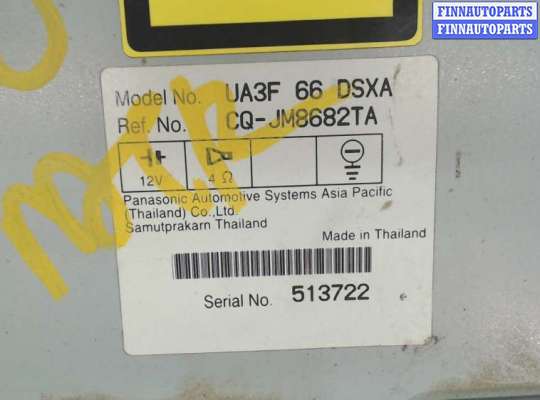 FINNAUTOPARTS
FINNAUTOPARTS
Model No. UA3F 66 DSXA
Ref. No. CQ-JM8682TA
12V 4 Ω
Panasonic Automotive Systems Asia Pacific
(Thailand) Co.,Ltd.
Samutprakarn Thailand
Made in Thailand
Serial No. 513722
e